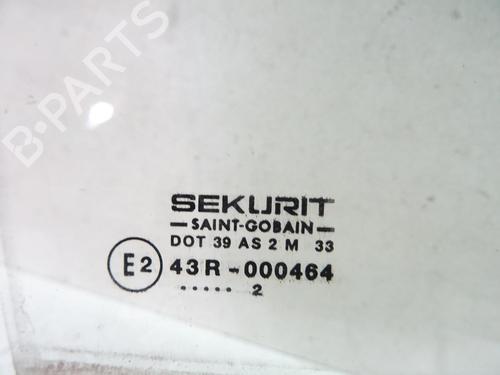 B-PARTS
SEKURIT
SAINT-GOBAIN
DOT 39 AS 2 M 33
E2 43R-000464
..... 2